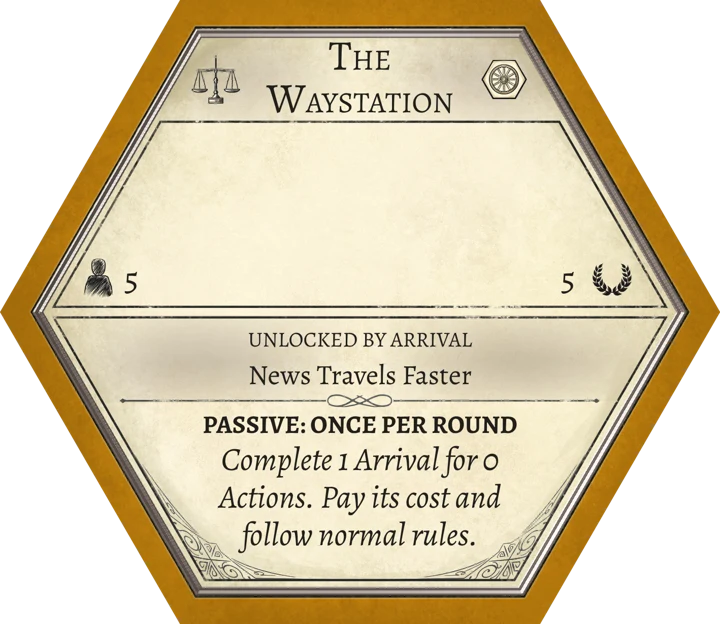 The
Waystation
5
5
UNLOCKED BY ARRIVAL
News Travels Faster
PASSIVE: ONCE PER ROUND
Complete 1 Arrival for 0
Actions. Pay its cost and
follow normal rules.